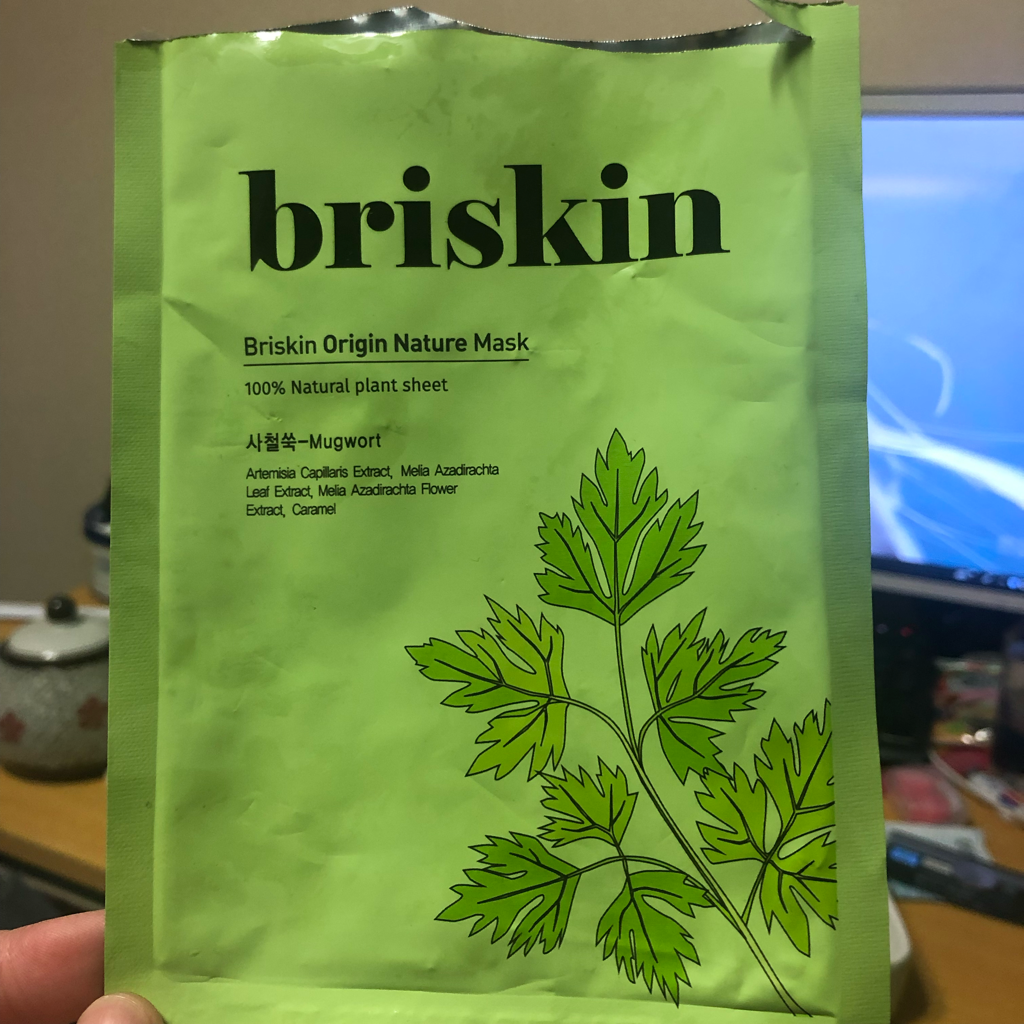 briskin
Briskin Origin Nature Mask
100% Natural plant sheet
사철쑥-Mugwort
Artemisia Capillaris Extract, Melia Azadirachta
Leaf Extract, Melia Azadirachta Flower
Extract, Caramel